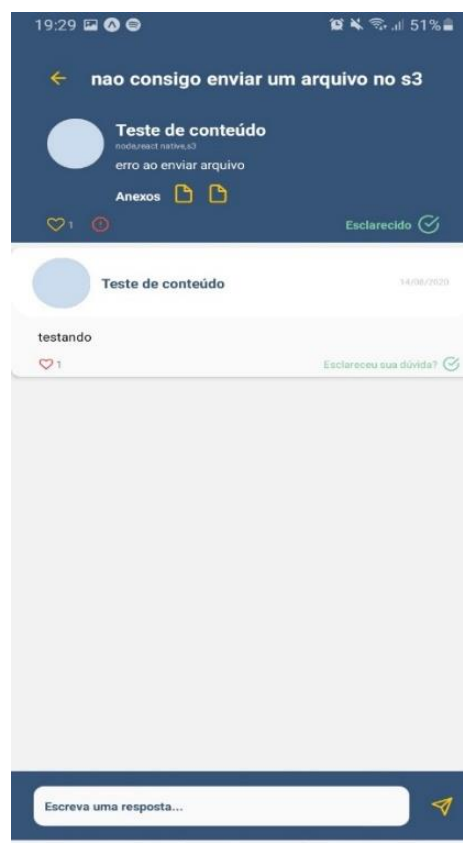 19:29 51%
nao consigo enviar um arquivo no s3
Teste de conteúdo
node,react native,s3
erro ao enviar arquivo
Anexos
1 Esclarecido
Teste de conteúdo 14/08/2020
testando
1 Esclareceu sua dúvida?
Escreva uma resposta...